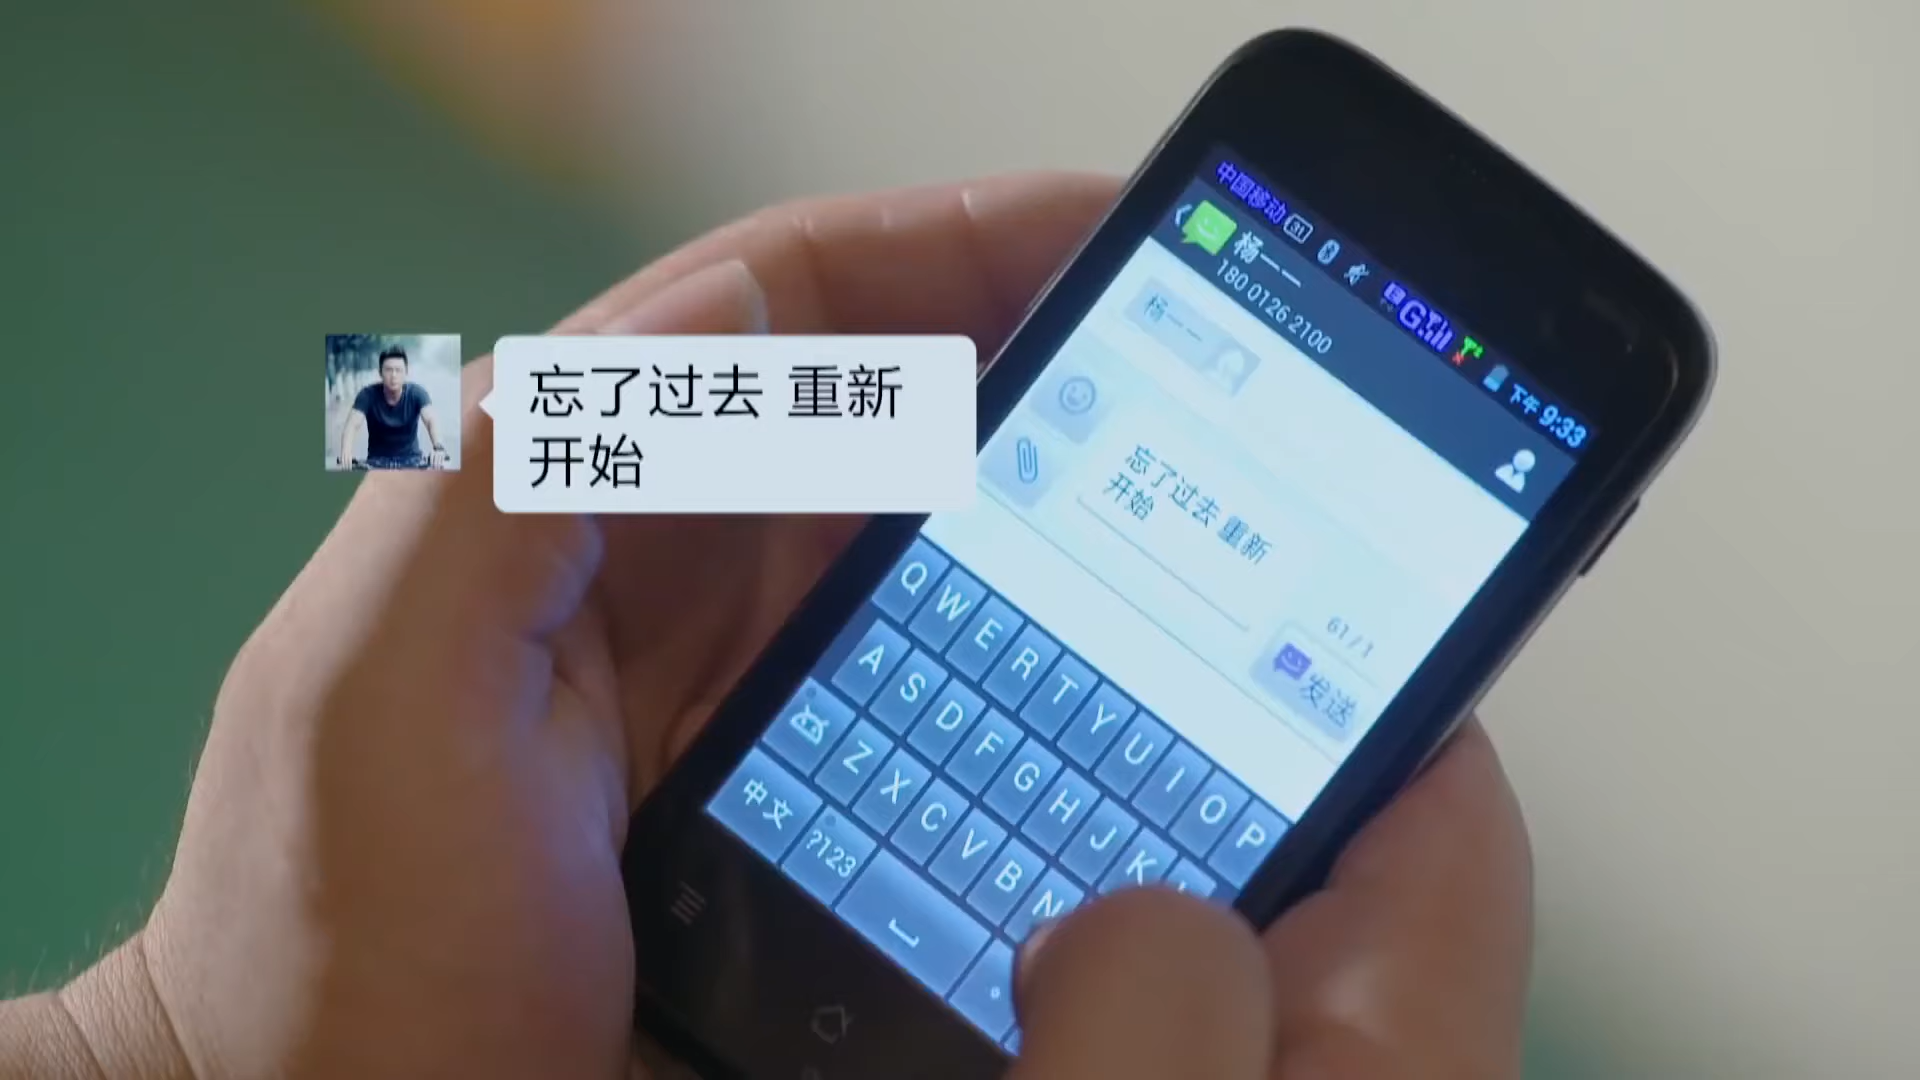 忘了过去 重新
开始
中国移动 31 下午 9:33
杨一一
180 0126 2100
杨一一
忘了过去 重新
开始
61 / 1
发送
Q W E R T Y U I O P
A S D F G H J K
Z X C V B N
中文 ?123 。